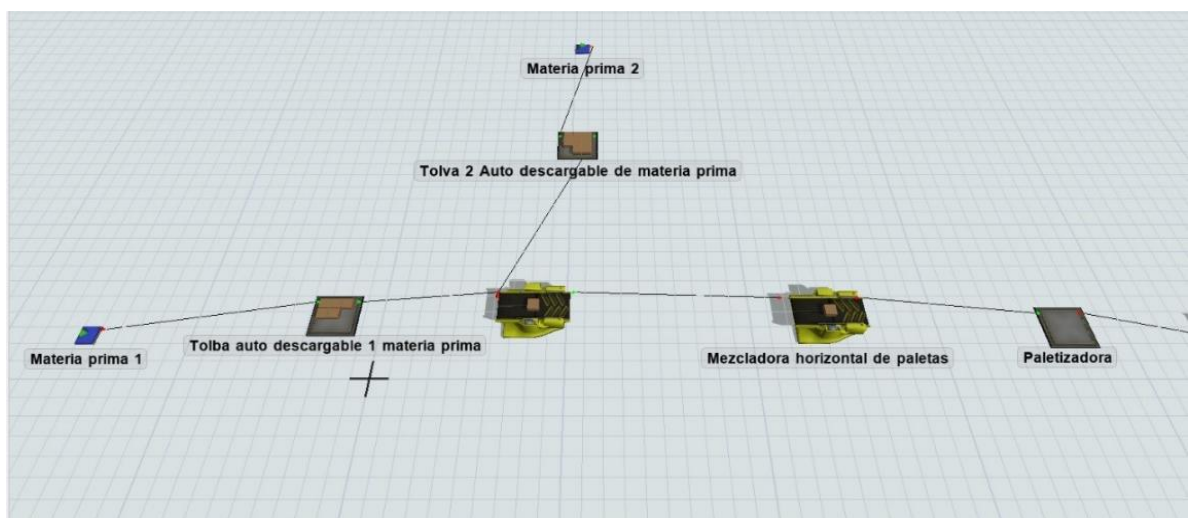 Materia prima 2
Tolva 2 Auto descargable de materia prima
Materia prima 1
Tolba auto descargable 1 materia prima
Mezcladora horizontal de paletas
Paletizadora